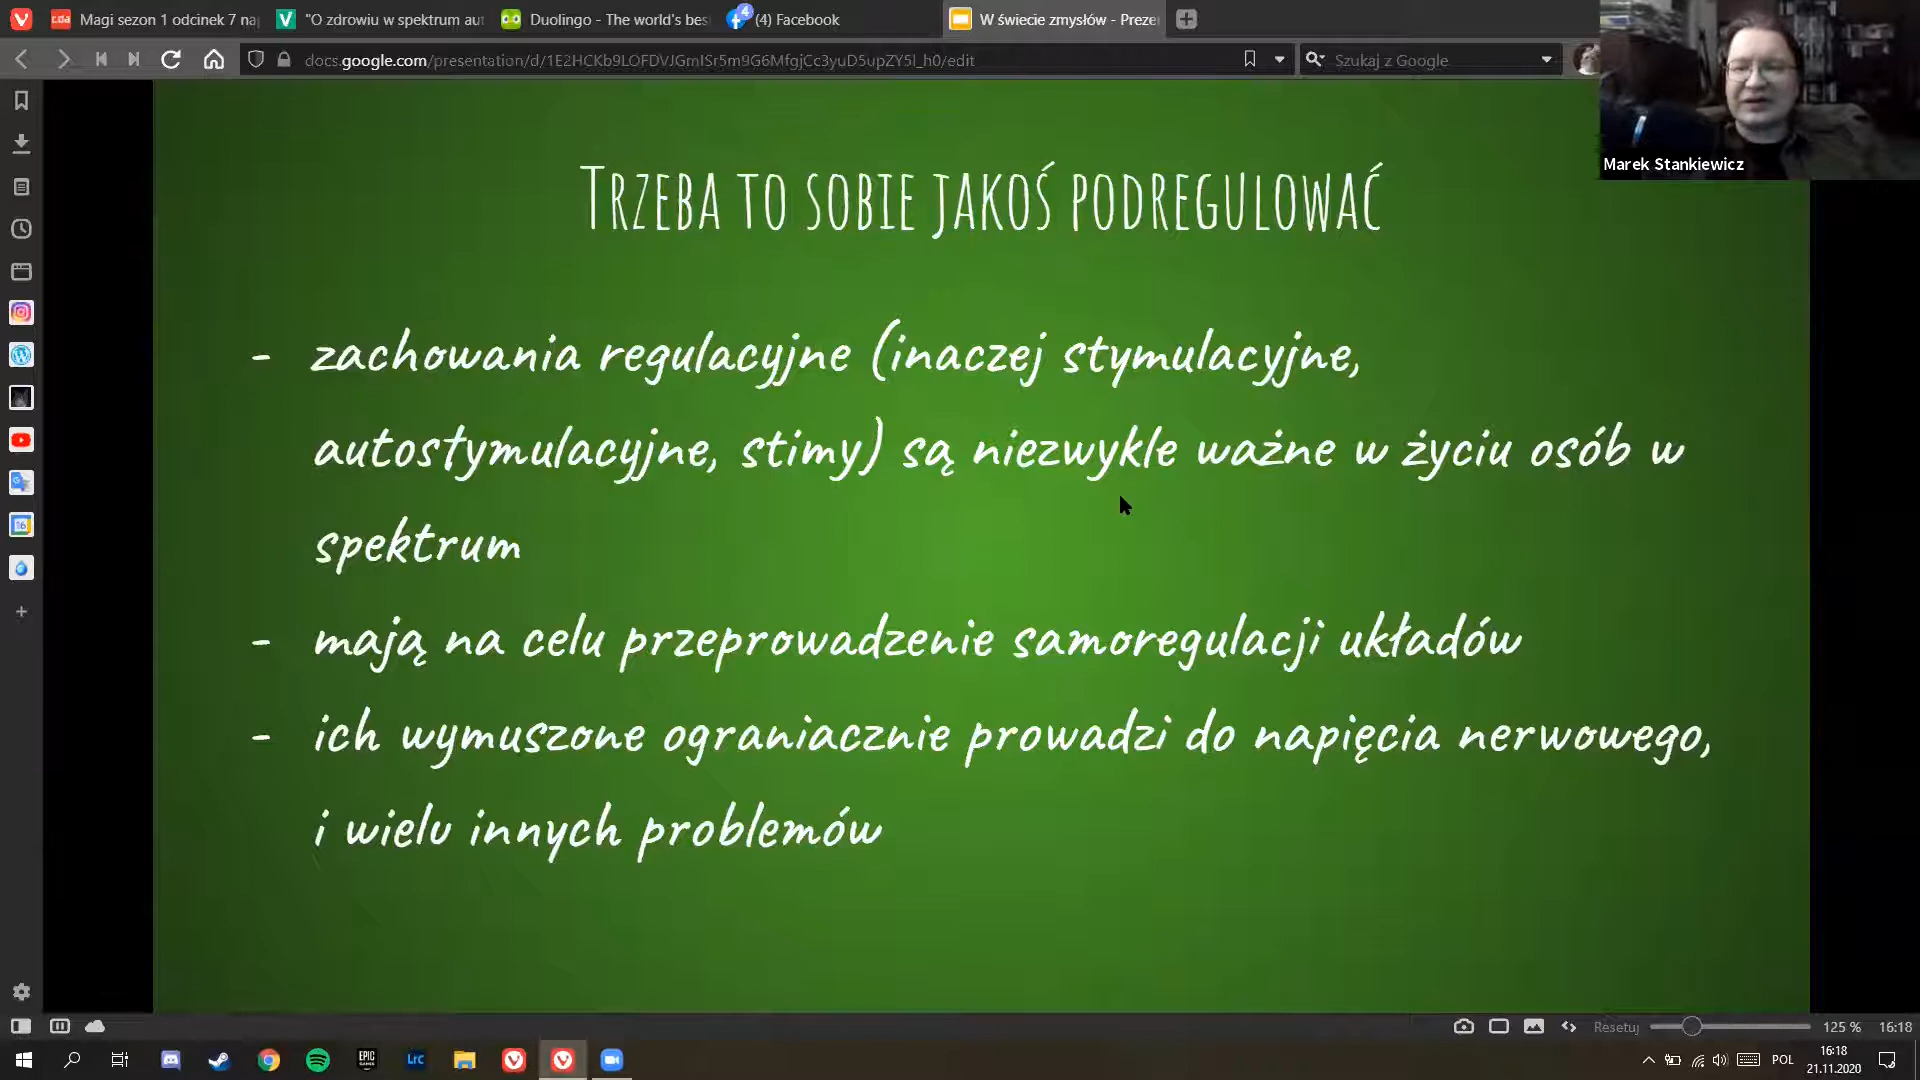 Magi sezon 1 odcinek 7 na
"O zdrowiu w spektrum aut
Duolingo - The world's bes
(4) Facebook
W świecie zmysłów - Preze
docs.google.com/presentation/d/1E2HCKb9LOFDVJGmISr5m9G6MfgjCc3yuD5upZY5l_h0/edit
Szukaj z Google
Marek Stankiewicz
Trzeba to sobie jakoś podregulować
- zachowania regulacyjne (inaczej stymulacyjne,
autostymulacyjne, stimy) są niezwykle ważne w życiu osób w
spektrum
- mają na celu przeprowadzenie samoregulacji układów
- ich wymuszone ograniacznie prowadzi do napięcia nerwowego,
i wielu innych problemów
Resetuj
125 %
16:18
POL
16:18
21.11.2020